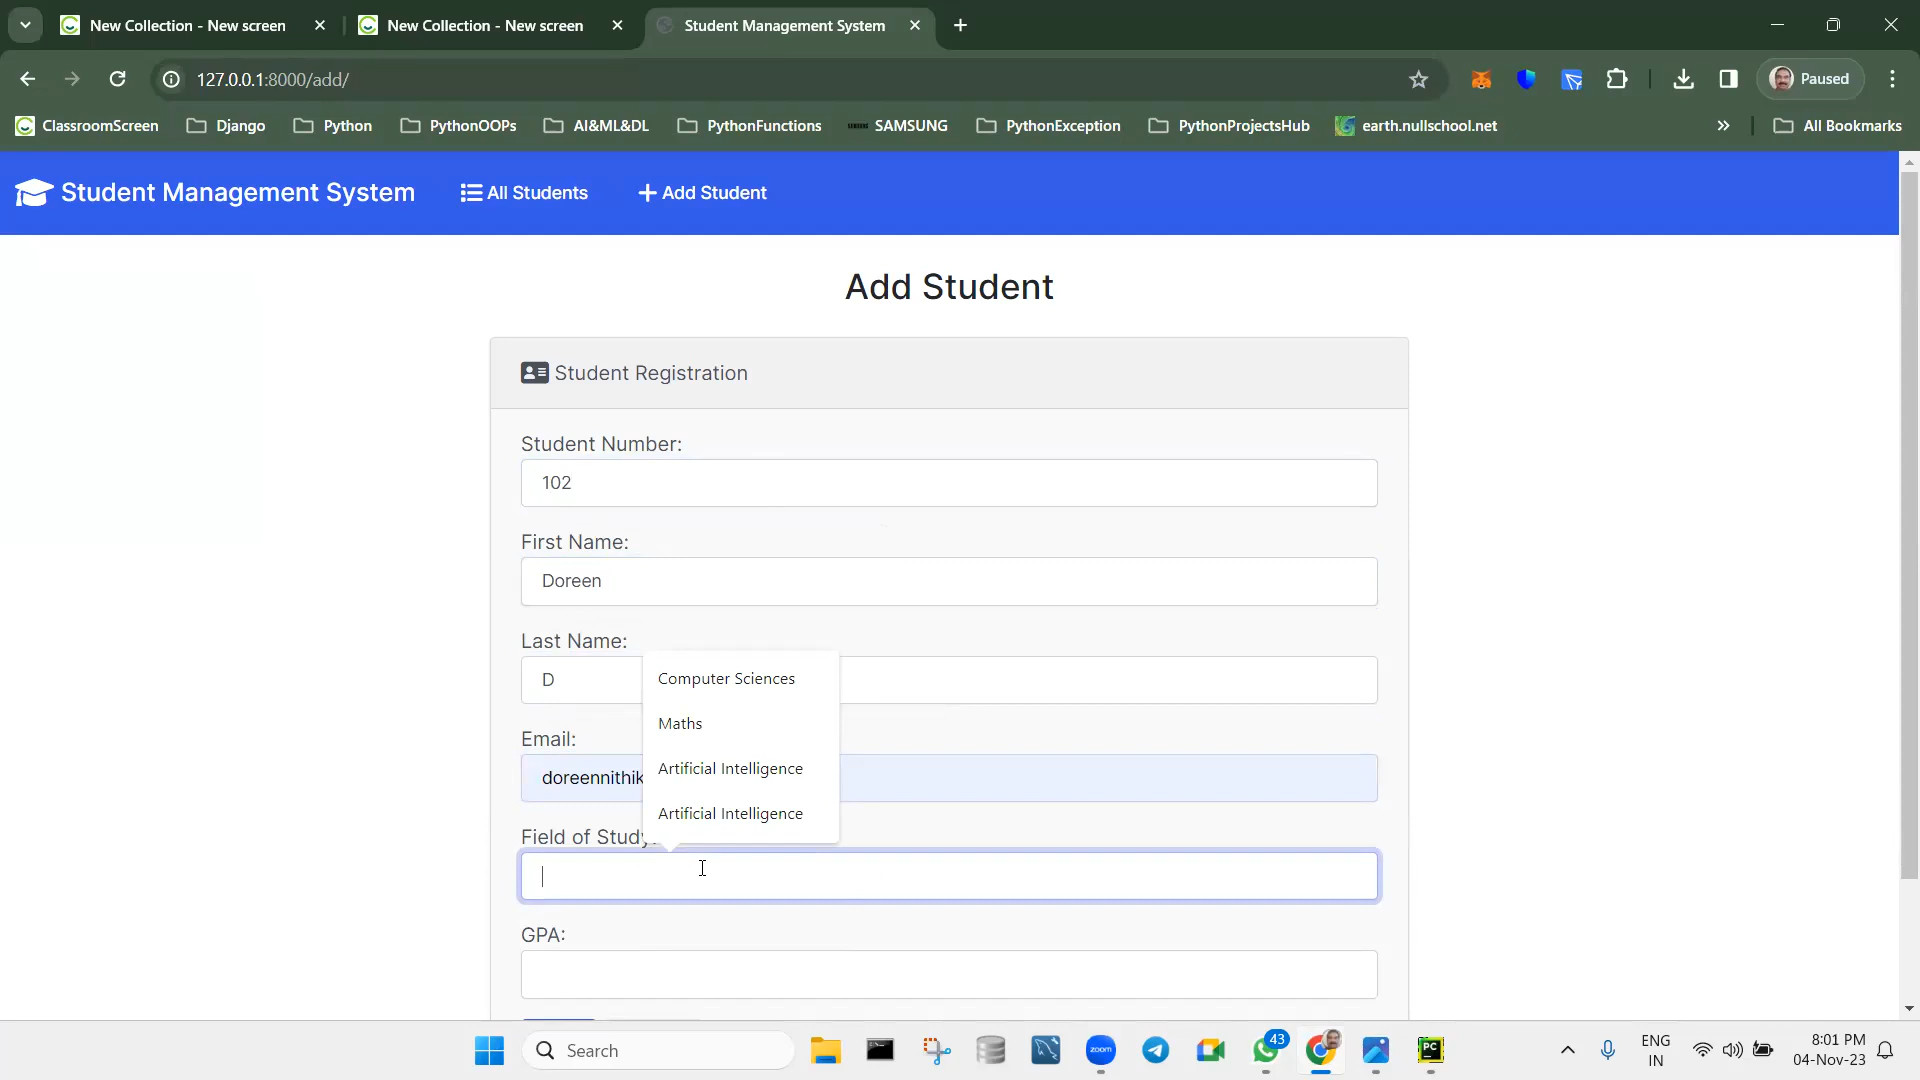 New Collection - New screen
New Collection - New screen
Student Management System
127.0.0.1:8000/add/
Paused
ClassroomScreen
Django
Python
PythonOOPs
AI&ML&DL
PythonFunctions
SAMSUNG
PythonException
PythonProjectsHub
earth.nullschool.net
All Bookmarks
Student Management System
All Students
Add Student
Add Student
Student Registration
Student Number:
102
First Name:
Doreen
Last Name:
D
Computer Sciences
Maths
Artificial Intelligence
Artificial Intelligence
Email:
doreennithik
Field of Study:
GPA:
Search
zoom
43
PC
ENG
IN
8:01 PM
04-Nov-23